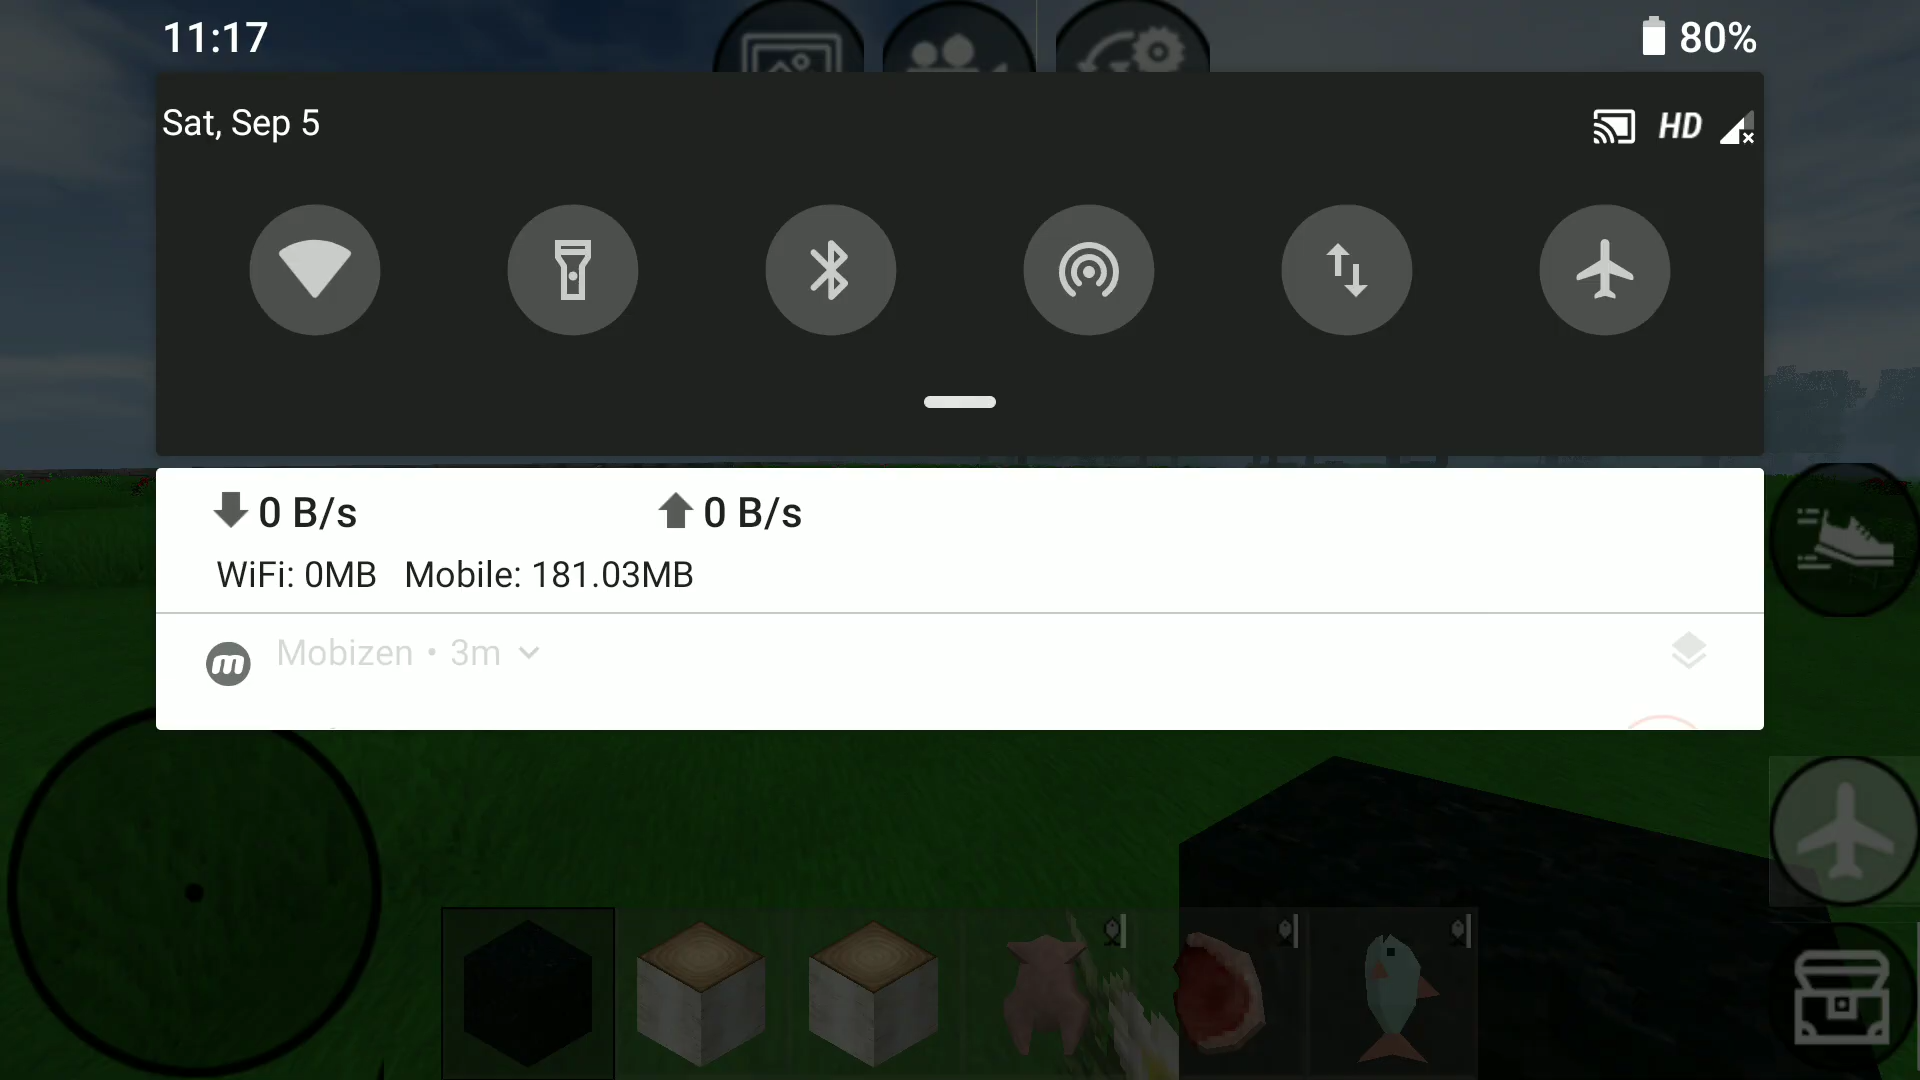 11:17
80%
Sat, Sep 5
HD
0 B/s
0 B/s
WiFi: 0MB Mobile: 181.03MB
m
Mobizen • 3m